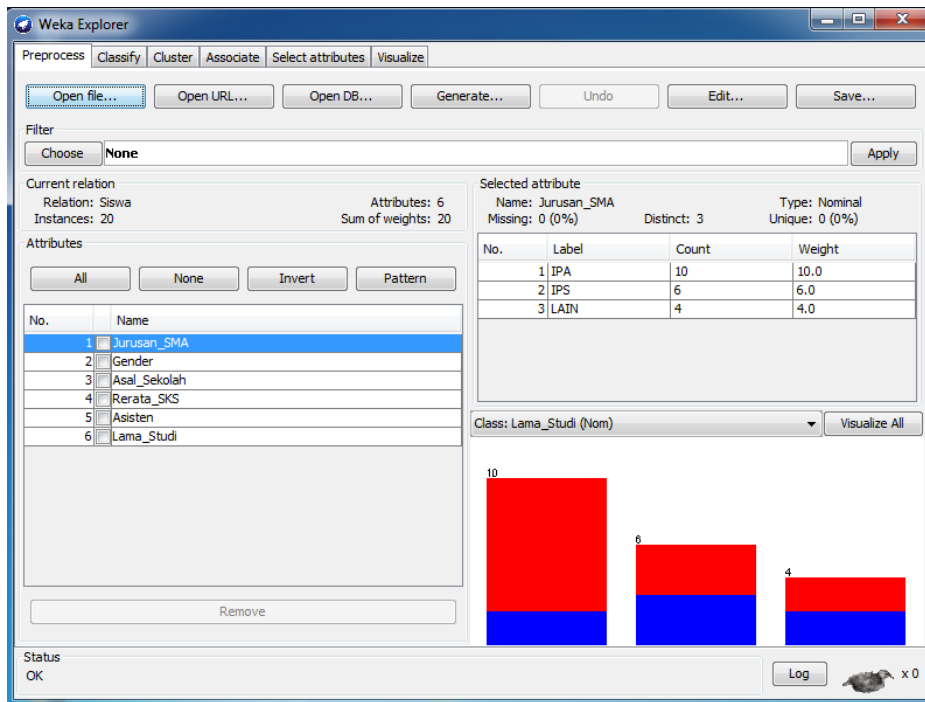 Weka Explorer
Preprocess Classify Cluster Associate Select attributes Visualize
Open file... Open URL... Open DB... Generate... Undo Edit... Save...
Filter
Choose None Apply
Current relation
Relation: Siswa Attributes: 6
Instances: 20 Sum of weights: 20
Attributes
All None Invert Pattern
No. Name
1 Jurusan_SMA
2 Gender
3 Asal_Sekolah
4 Rerata_SKS
5 Asisten
6 Lama_Studi
Remove
Selected attribute
Name: Jurusan_SMA Type: Nominal
Missing: 0 (0%) Distinct: 3 Unique: 0 (0%)
No. Label Count Weight
1 IPA 10 10.0
2 IPS 6 6.0
3 LAIN 4 4.0
Class: Lama_Studi (Nom) Visualize All
10
6
4
Status
OK Log x 0